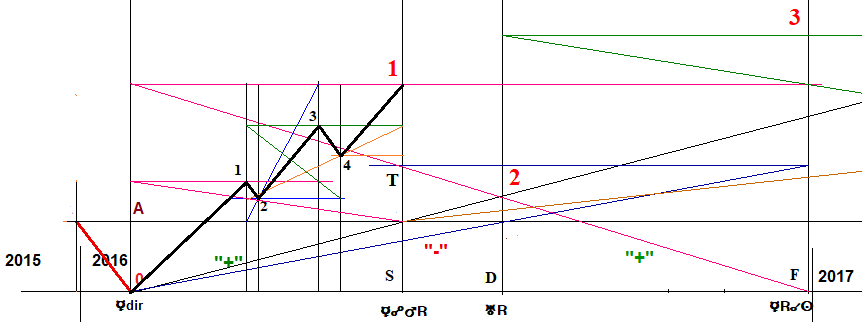 3
1
3
1
4
2
T
2
A
2015
2016
0
"+"
"-"
"+"
S
D
F
2017
☿dir
☿☍♂R
♅R
☿R☌☉